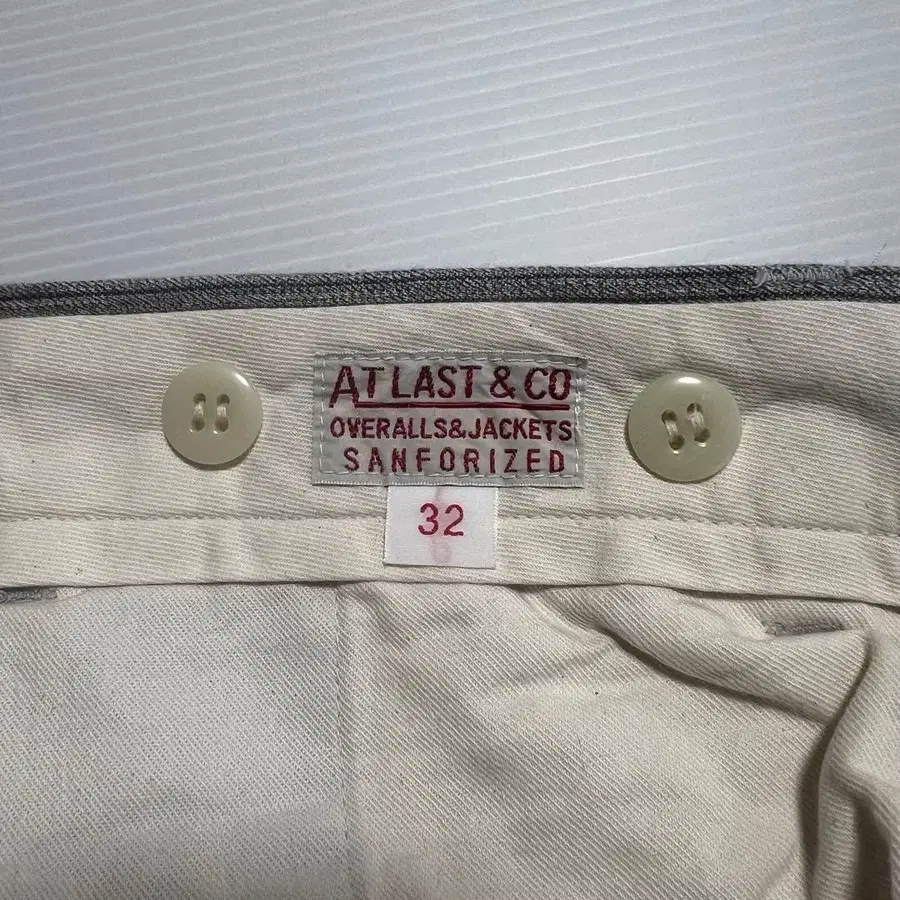 AT LAST & CO
OVERALLS&JACKETS
SANFORIZED
32